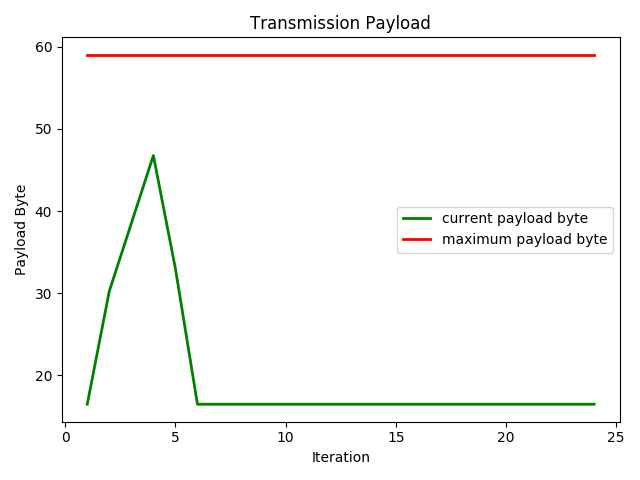 Transmission Payload
60
50
40
30
20
Payload Byte
current payload byte
maximum payload byte
0
5
10
15
20
25
Iteration